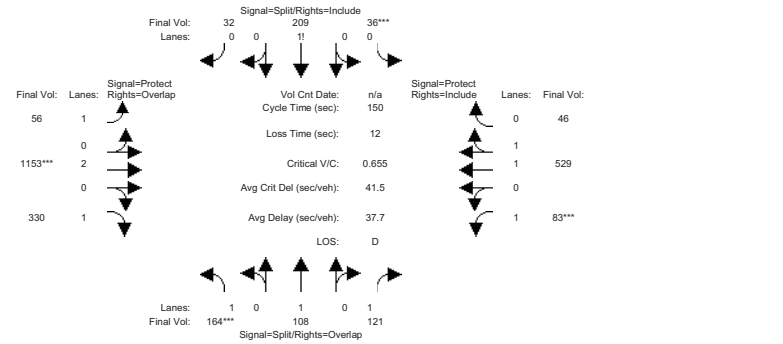 Signal=Split/Rights=Include
Final Vol: 32 209 36***
Lanes: 0 0 1! 0 0
Signal=Protect Signal=Protect
Final Vol: Lanes: Rights=Overlap Vol Cnt Date: n/a Rights=Include Lanes: Final Vol:
Cycle Time (sec): 150
56 1 0 46
Loss Time (sec): 12
0 1
1153*** 2 Critical V/C: 0.655 1 529
0 Avg Crit Del (sec/veh): 41.5 0
330 1 Avg Delay (sec/veh): 37.7 1 83***
LOS: D
Lanes: 1 0 1 0 1
Final Vol: 164*** 108 121
Signal=Split/Rights=Overlap